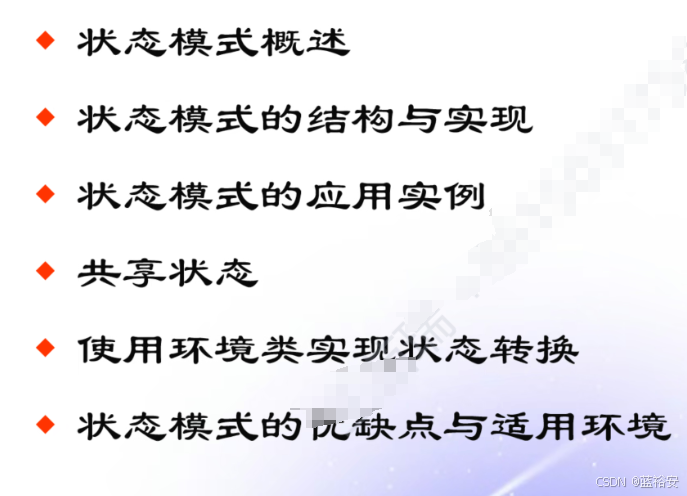 状态模式概述
状态模式的结构与实现
状态模式的应用实例
共享状态
使用环境类实现状态转换
状态模式的优缺点与适用环境
CSDN @蓝裕安